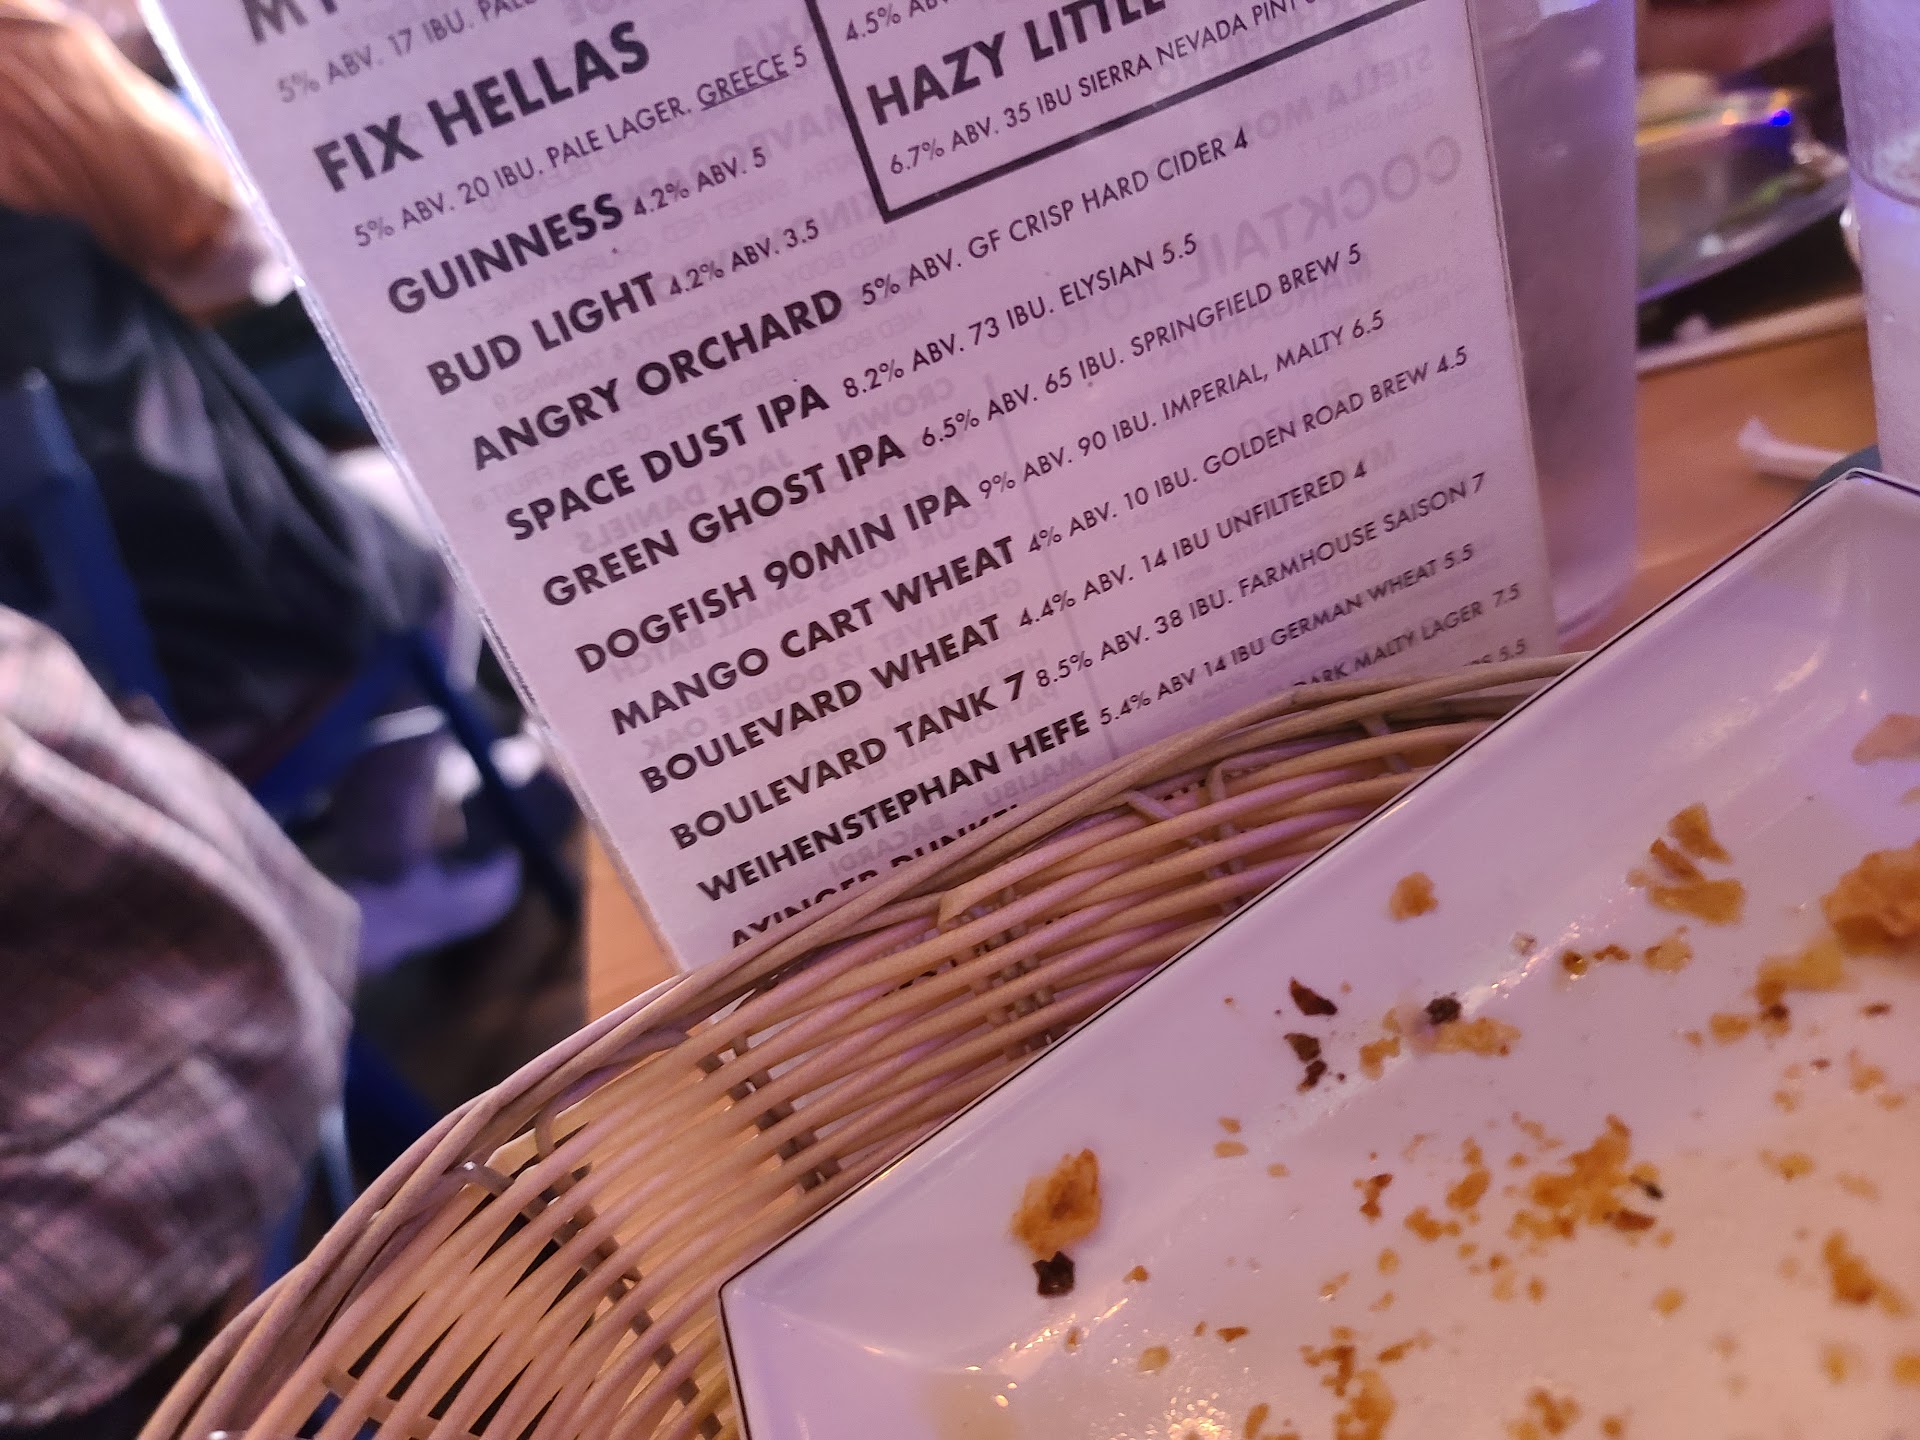 5% ABV. 17 IBU. PALE
FIX HELLAS
5% ABV. 20 IBU. PALE LAGER. GREECE 5
GUINNESS 4.2% ABV. 5
BUD LIGHT 4.2% ABV. 3.5
4.5%
HAZY LITTLE
6.7% ABV. 35 IBU SIERRA NEVADA PINT
ANGRY ORCHARD 5% ABV. GF CRISP HARD CIDER 4
SPACE DUST IPA 8.2% ABV. 73 IBU. ELYSIAN 5.5
GREEN GHOST IPA 6.5% ABV. 65 IBU. SPRINGFIELD BREW 5
DOGFISH 90MIN IPA 9% ABV. 90 IBU. IMPERIAL, MALTY 6.5
MANGO CART WHEAT 4% ABV. 10 IBU. GOLDEN ROAD BREW 4.5
BOULEVARD WHEAT 4.4% ABV. 14 IBU UNFILTERED 4
BOULEVARD TANK 7 8.5% ABV. 38 IBU. FARMHOUSE SAISON 7
WEIHENSTEPHAN HEFE 5.4% ABV 14 IBU GERMAN WHEAT 5.5
DARK MALTY LAGER 7.5
5.5